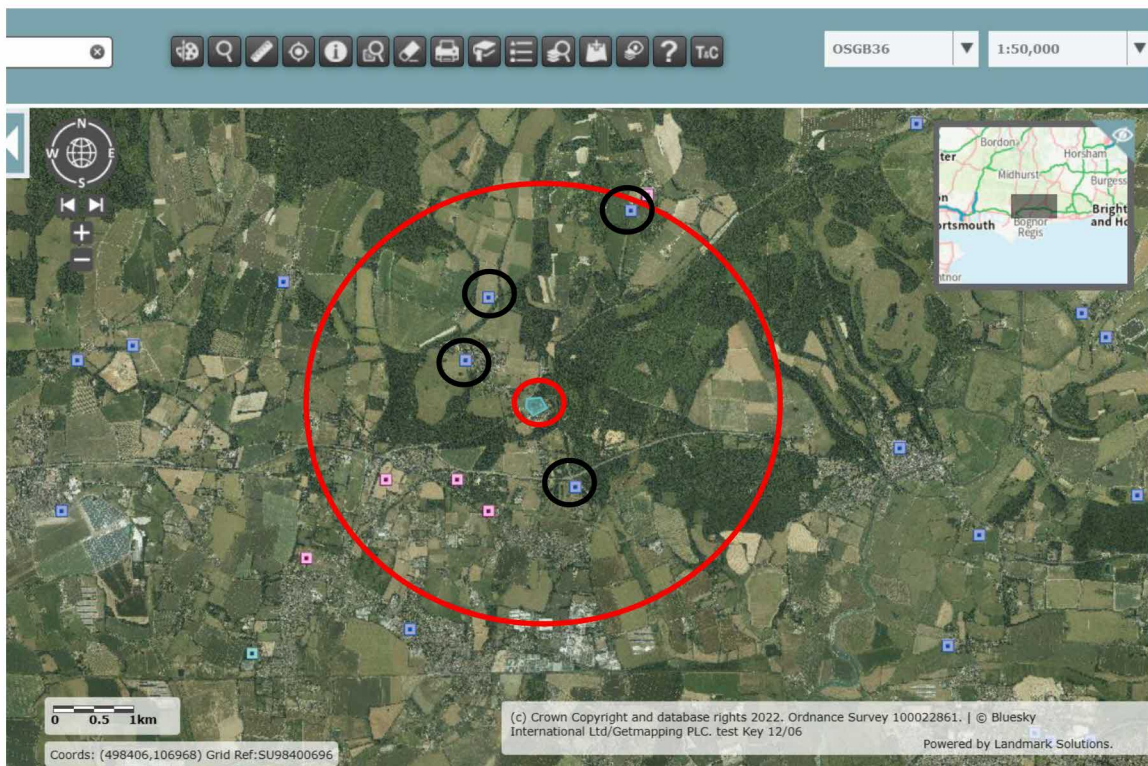 OSGB36
1:50,000
i
?
T&C
N
W
E
S
Bordon
ter
Horsham
Midhurst
Burgess
on
Bright
ortsmouth
Bognor
and Ho
Regis
ntnor
0 0.5 1km
(c) Crown Copyright and database rights 2022. Ordnance Survey 100022861. | © Bluesky
International Ltd/Getmapping PLC. test Key 12/06
Powered by Landmark Solutions.
Coords: (498406,106968) Grid Ref:SU98400696